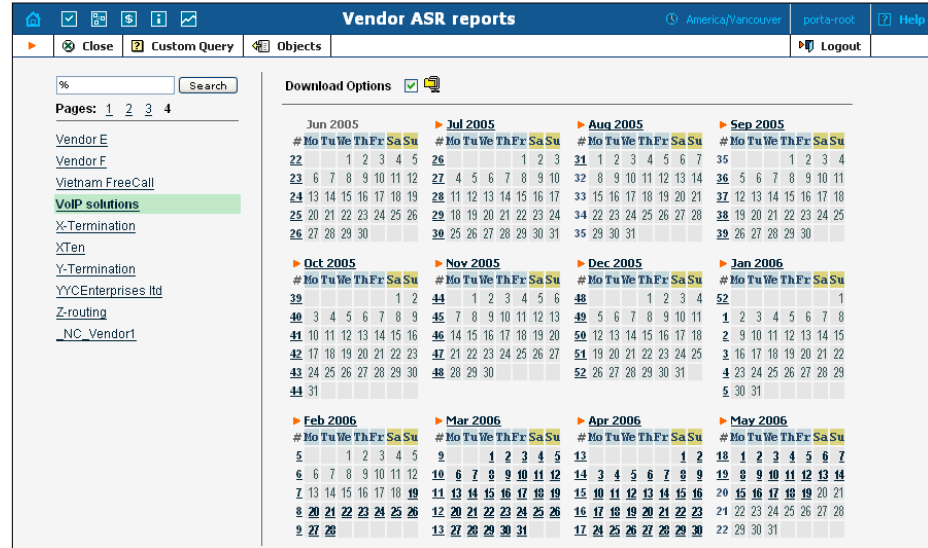 Vendor ASR reports
America/Vancouver
porta-root
Help
Close
Custom Query
Objects
Logout
%
Search
Download Options
Pages: 1 2 3 4
Vendor E
Vendor F
Vietnam FreeCall
VoIP solutions
X-Termination
XTen
Y-Termination
YYCEnterprises ltd
Z-routing
_NC_Vendor1
Jun 2005
# Mo Tu We Th Fr Sa Su
22 1 2 3 4 5
23 6 7 8 9 10 11 12
24 13 14 15 16 17 18 19
25 20 21 22 23 24 25 26
26 27 28 29 30
Jul 2005
# Mo Tu We Th Fr Sa Su
26 1 2 3
27 4 5 6 7 8 9 10
28 11 12 13 14 15 16 17
29 18 19 20 21 22 23 24
30 25 26 27 28 29 30 31
Aug 2005
# Mo Tu We Th Fr Sa Su
31 1 2 3 4 5 6 7
32 8 9 10 11 12 13 14
33 15 16 17 18 19 20 21
34 22 23 24 25 26 27 28
35 29 30 31
Sep 2005
# Mo Tu We Th Fr Sa Su
35 1 2 3 4
36 5 6 7 8 9 10 11
37 12 13 14 15 16 17 18
38 19 20 21 22 23 24 25
39 26 27 28 29 30
Oct 2005
# Mo Tu We Th Fr Sa Su
39 1 2
40 3 4 5 6 7 8 9
41 10 11 12 13 14 15 16
42 17 18 19 20 21 22 23
43 24 25 26 27 28 29 30
44 31
Nov 2005
# Mo Tu We Th Fr Sa Su
44 1 2 3 4 5 6
45 7 8 9 10 11 12 13
46 14 15 16 17 18 19 20
47 21 22 23 24 25 26 27
48 28 29 30
Dec 2005
# Mo Tu We Th Fr Sa Su
48 1 2 3 4
49 5 6 7 8 9 10 11
50 12 13 14 15 16 17 18
51 19 20 21 22 23 24 25
52 26 27 28 29 30 31
Jan 2006
# Mo Tu We Th Fr Sa Su
52 1
1 2 3 4 5 6 7 8
2 9 10 11 12 13 14 15
3 16 17 18 19 20 21 22
4 23 24 25 26 27 28 29
5 30 31
Feb 2006
# Mo Tu We Th Fr Sa Su
5 1 2 3 4 5
6 6 7 8 9 10 11 12
7 13 14 15 16 17 18 19
8 20 21 22 23 24 25 26
9 27 28
Mar 2006
# Mo Tu We Th Fr Sa Su
9 1 2 3 4 5
10 6 7 8 9 10 11 12
11 13 14 15 16 17 18 19
12 20 21 22 23 24 25 26
13 27 28 29 30 31
Apr 2006
# Mo Tu We Th Fr Sa Su
13 1 2
14 3 4 5 6 7 8 9
15 10 11 12 13 14 15 16
16 17 18 19 20 21 22 23
17 24 25 26 27 28 29 30
May 2006
# Mo Tu We Th Fr Sa Su
18 1 2 3 4 5 6 7
19 8 9 10 11 12 13 14
20 15 16 17 18 19 20 21
21 22 23 24 25 26 27 28
22 29 30 31